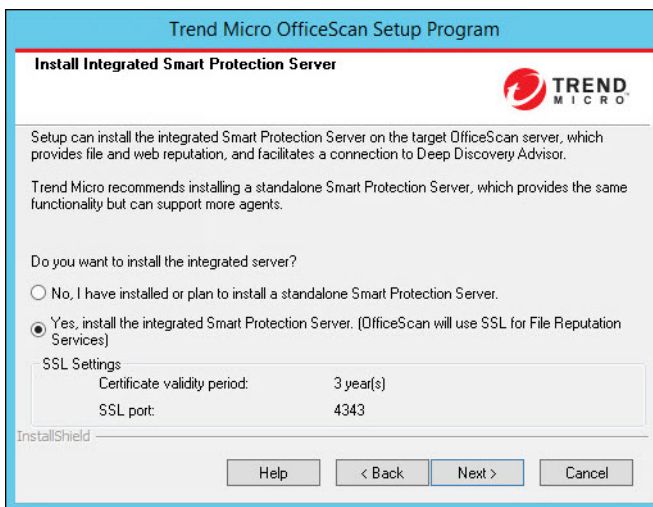 Trend Micro OfficeScan Setup Program
Install Integrated Smart Protection Server
TREND
MICRO
Setup can install the integrated Smart Protection Server on the target OfficeScan server, which
provides file and web reputation, and facilitates a connection to Deep Discovery Advisor.
Trend Micro recommends installing a standalone Smart Protection Server, which provides the same
functionality but can support more agents.
Do you want to install the integrated server?
No, I have installed or plan to install a standalone Smart Protection Server.
Yes, install the integrated Smart Protection Server. (OfficeScan will use SSL for File Reputation
Services)
SSL Settings
Certificate validity period: 3 year(s)
SSL port: 4343
InstallShield
Help < Back Next > Cancel